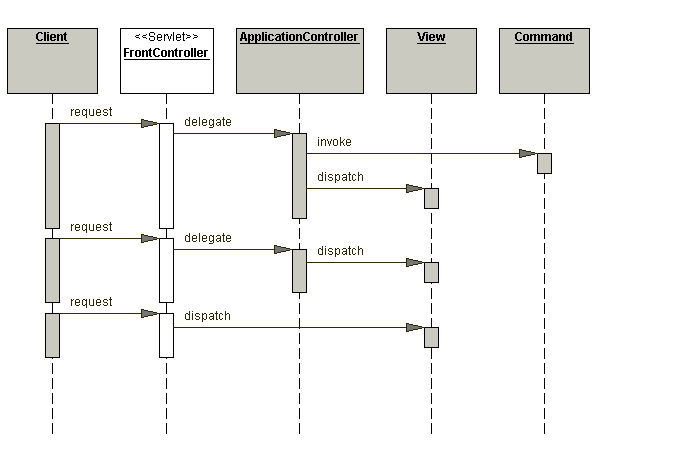 Client
<<Servlet>>
FrontController
ApplicationController
View
Command
request
delegate
invoke
dispatch
request
delegate
dispatch
request
dispatch